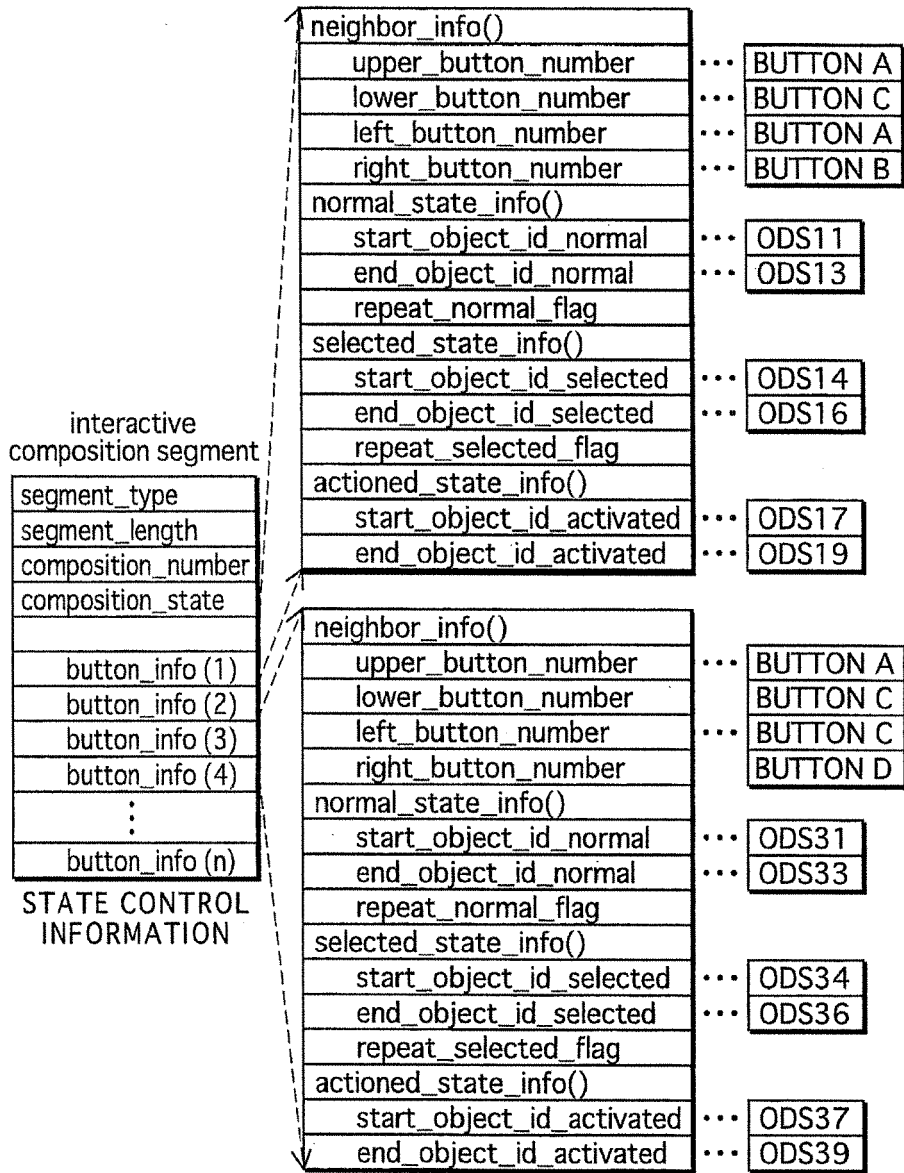 interactive
composition segment
segment_type
segment_length
composition_number
composition_state
button_info (1)
button_info (2)
button_info (3)
button_info (4)
⋮
button_info (n)
STATE CONTROL
INFORMATION
neighbor_info()
upper_button_number ··· BUTTON A
lower_button_number ··· BUTTON C
left_button_number ··· BUTTON A
right_button_number ··· BUTTON B
normal_state_info()
start_object_id_normal ··· ODS11
end_object_id_normal ··· ODS13
repeat_normal_flag
selected_state_info()
start_object_id_selected ··· ODS14
end_object_id_selected ··· ODS16
repeat_selected_flag
actioned_state_info()
start_object_id_activated ··· ODS17
end_object_id_activated ··· ODS19
neighbor_info()
upper_button_number ··· BUTTON A
lower_button_number BUTTON C
left_button_number ··· BUTTON C
right_button_number BUTTON D
normal_state_info()
start_object_id_normal ··· ODS31
end_object_id_normal ··· ODS33
repeat_normal_flag
selected_state_info()
start_object_id_selected ··· ODS34
end_object_id_selected ··· ODS36
repeat_selected_flag
actioned_state_info()
start_object_id_activated ··· ODS37
end_object_id_activated ··· ODS39